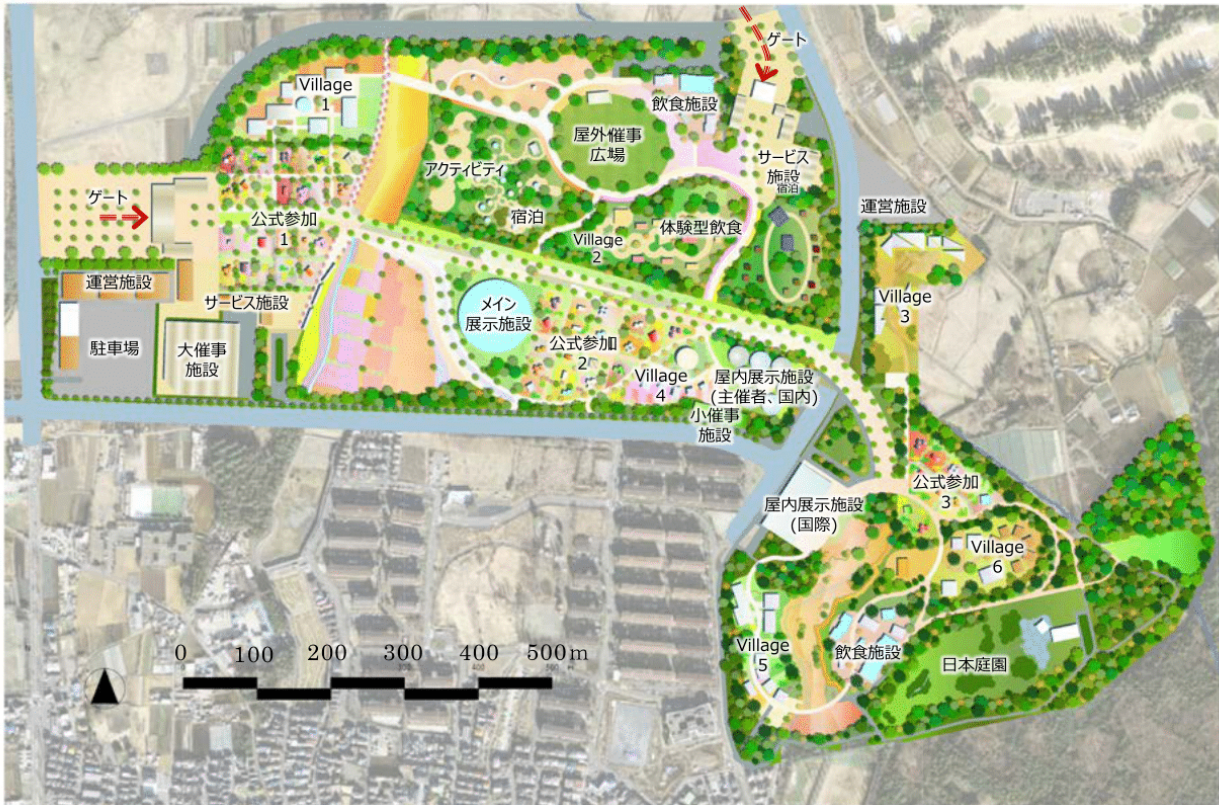 ゲート
Village
1
飲食施設
屋外催事
広場
アクティビティ
サービス
施設
宿泊
ゲート
公式参加
1
宿泊
Village
2
体験型飲食
運営施設
運営施設
サービス施設
Village
3
メイン
展示施設
駐車場
大催事
施設
公式参加
2
Village
4
屋内展示施設
(主催者、国内)
小催事
施設
公式参加
3
屋内展示施設
(国際)
Village
6
Village
5
飲食施設
日本庭園
0 100 200 300 400 500m